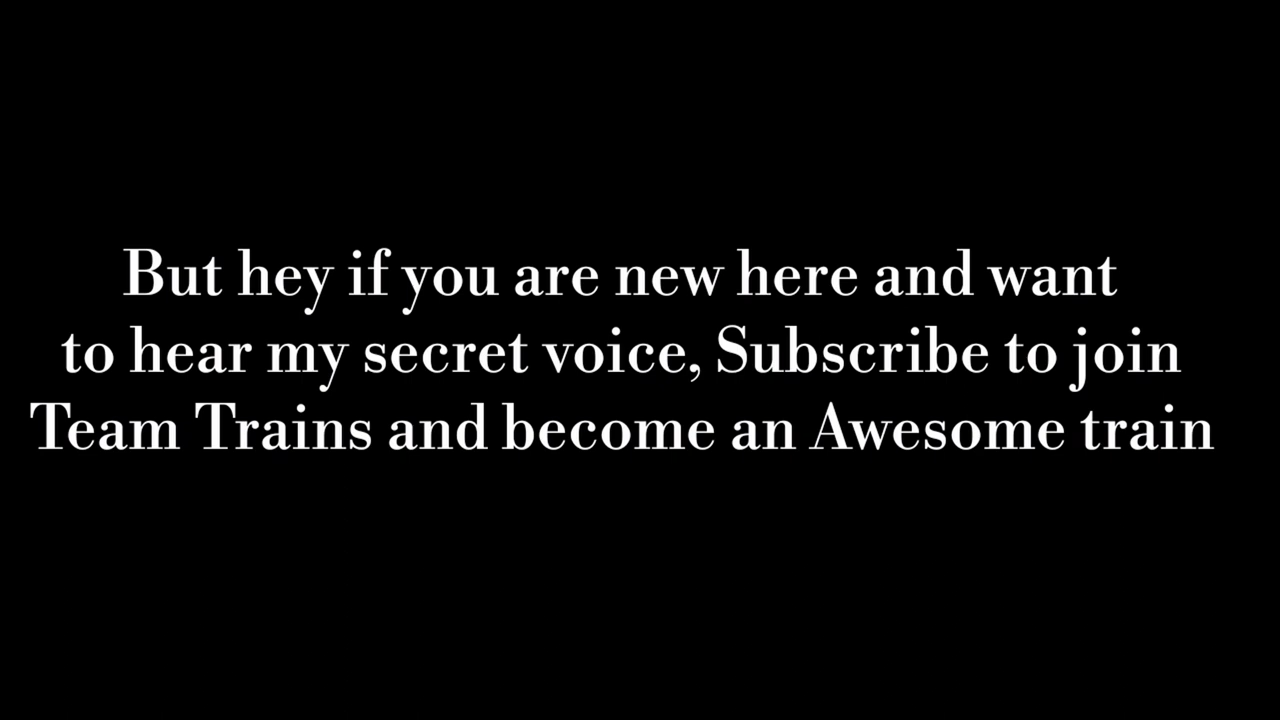 But hey if you are new here and want
to hear my secret voice, Subscribe to join
Team Trains and become an Awesome train